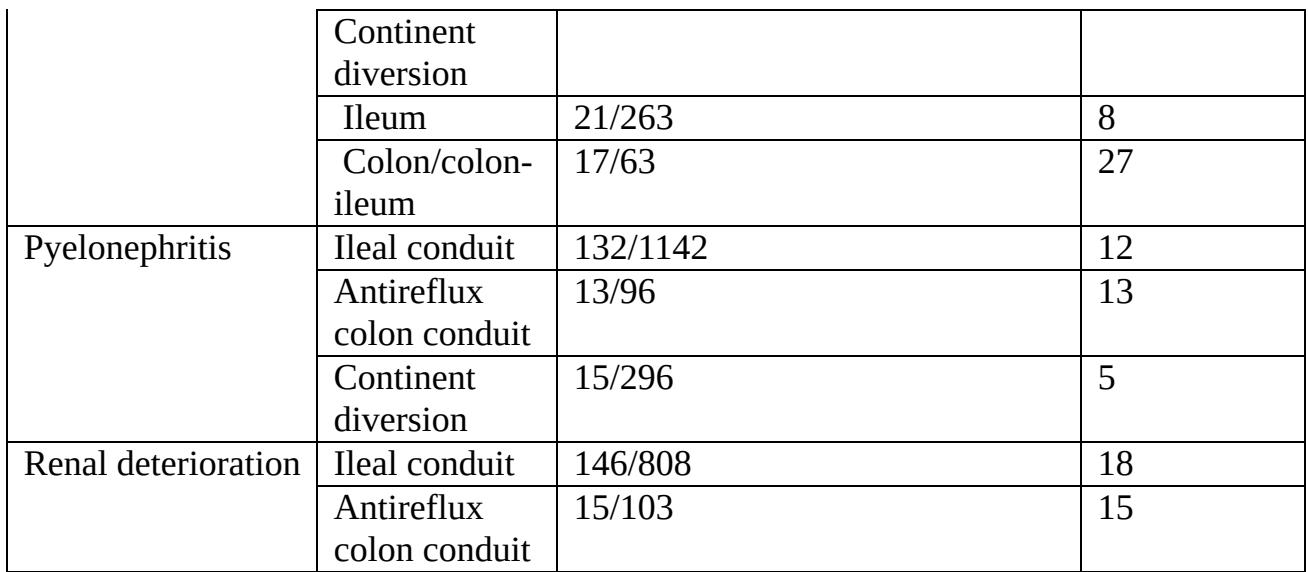 Continent
diversion
Ileum 21/263 8
Colon/colon- 17/63 27
ileum
Pyelonephritis Ileal conduit 132/1142 12
Antireflux 13/96 13
colon conduit
Continent 15/296 5
diversion
Renal deterioration Ileal conduit 146/808 18
Antireflux 15/103 15
colon conduit